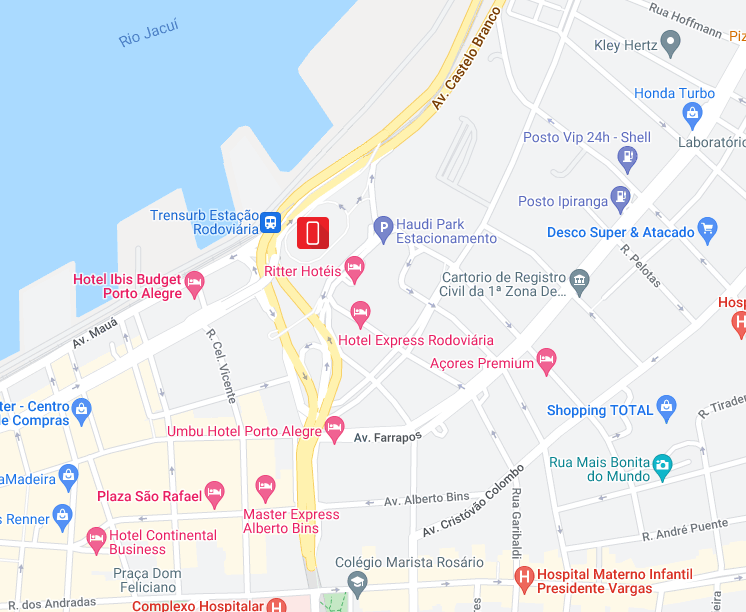 Rua Hoffmann
Rio Jacuí
Av. Castelo Branco
Kley Hertz
Honda Turbo
Posto Vip 24h - Shell
Laboratório
Posto Ipiranga
Trensurb Estação
Rodoviária
Haudi Park
Estacionamento
Desco Super & Atacado
R. Pelotas
Ritter Hotéis
Hotel Ibis Budget
Porto Alegre
Cartorio de Registro
Civil da 1ª Zona De...
Av. Mauá
R. Cel. Vicente
Hotel Express Rodoviária
Açores Premium
Shopping TOTAL
Umbu Hotel Porto Alegre
Av. Farrapos
Rua Mais Bonita
do Mundo
Plaza São Rafael
Master Express
Alberto Bins
Av. Alberto Bins
Av. Cristóvão Colombo
Rua Garibaldi
Renner
Hotel Continental
Business
R. André Puente
Praça Dom
Feliciano
Colégio Marista Rosário
Hospital Materno Infantil
Presidente Vargas
R. dos Andradas
Complexo Hospitalar